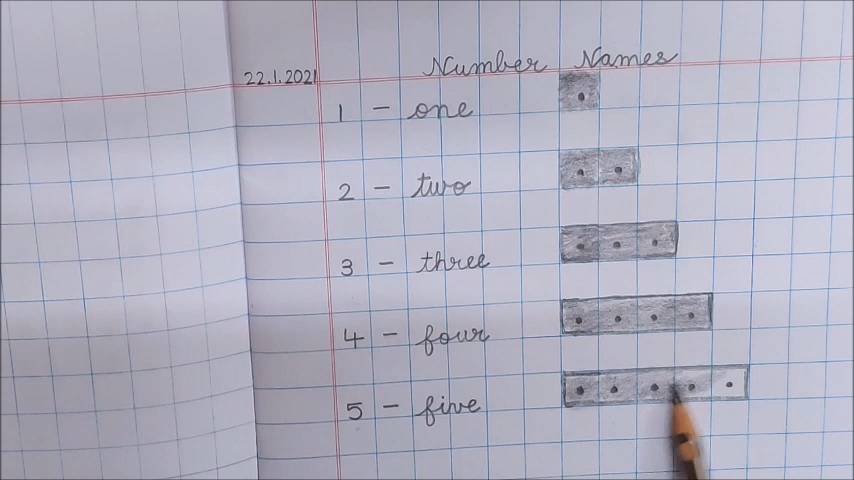 Number Names
22.1.2021
1 - one
2 - two
3 - three
4 - four
5 - five